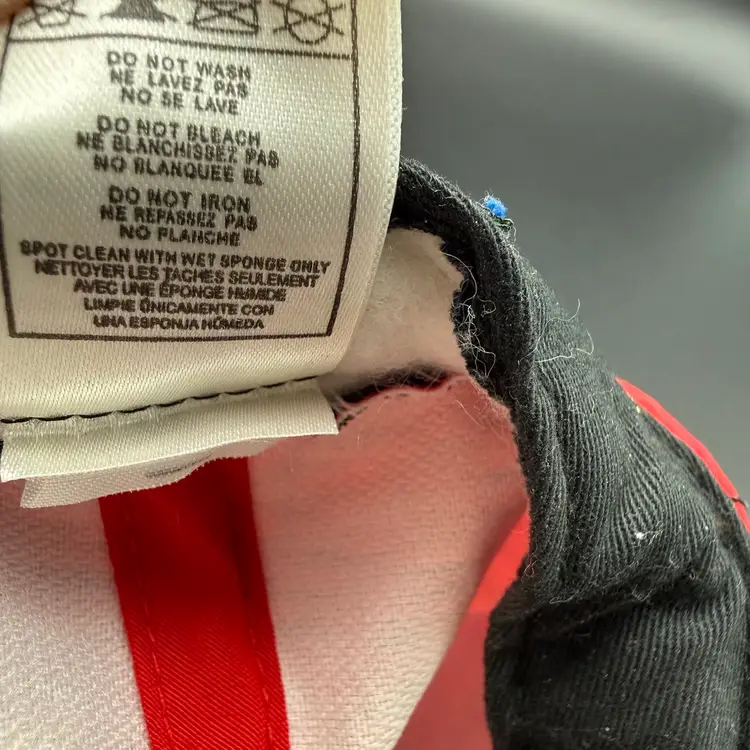 DO NOT WASH
NE LAVEZ PAS
NO SE LAVE
DO NOT BLEACH
NE BLANCHISSEZ PAS
NO BLANQUEE EL
DO NOT IRON
NE REPASSEZ PAS
NO PLANCHE
SPOT CLEAN WITH WET SPONGE ONLY
NETTOYER LES TACHES SEULEMENT
AVEC UNE ÉPONGE HUMIDE
LIMPIE ÚNICAMENTE CON
UNA ESPONJA HÚMEDA